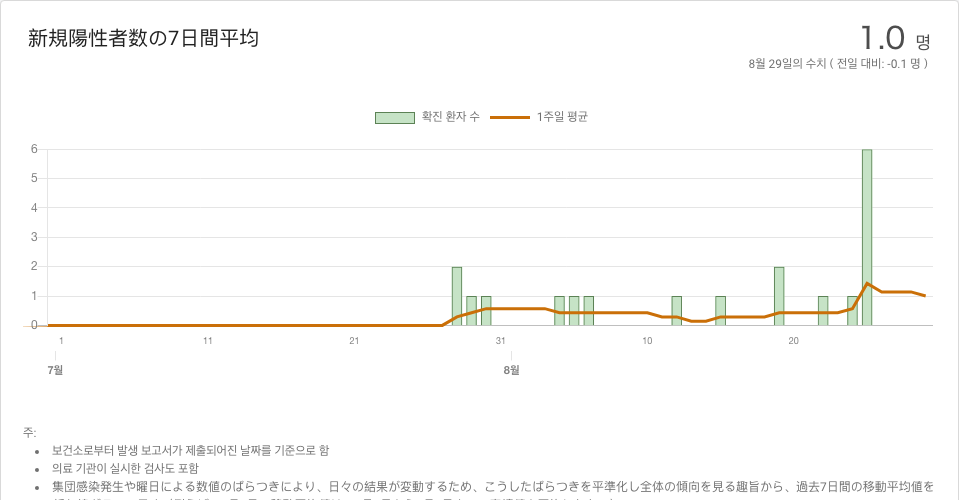 新規陽性者数の7日間平均
1.0 명
8월 29일의 수치 ( 전일 대비: -0.1 명 )
확진 환자 수 1주일 평균
6
5
4
3
2
1
0
1 11 21 31 10 20
7월 8월
주:
보건소로부터 발생 보고서가 제출되어진 날짜를 기준으로 함
의료 기관이 실시한 검사도 포함
集団感染発生や曜日による数値のばらつきにより、日々の結果が変動するため、こうしたばらつきを平準化し全体の傾向を見る趣旨から、過去7日間の移動平均値を